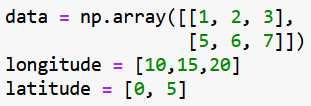 data = np.array([[1, 2, 3],
                 [5, 6, 7]])
longitude = [10,15,20]
latitude = [0, 5]